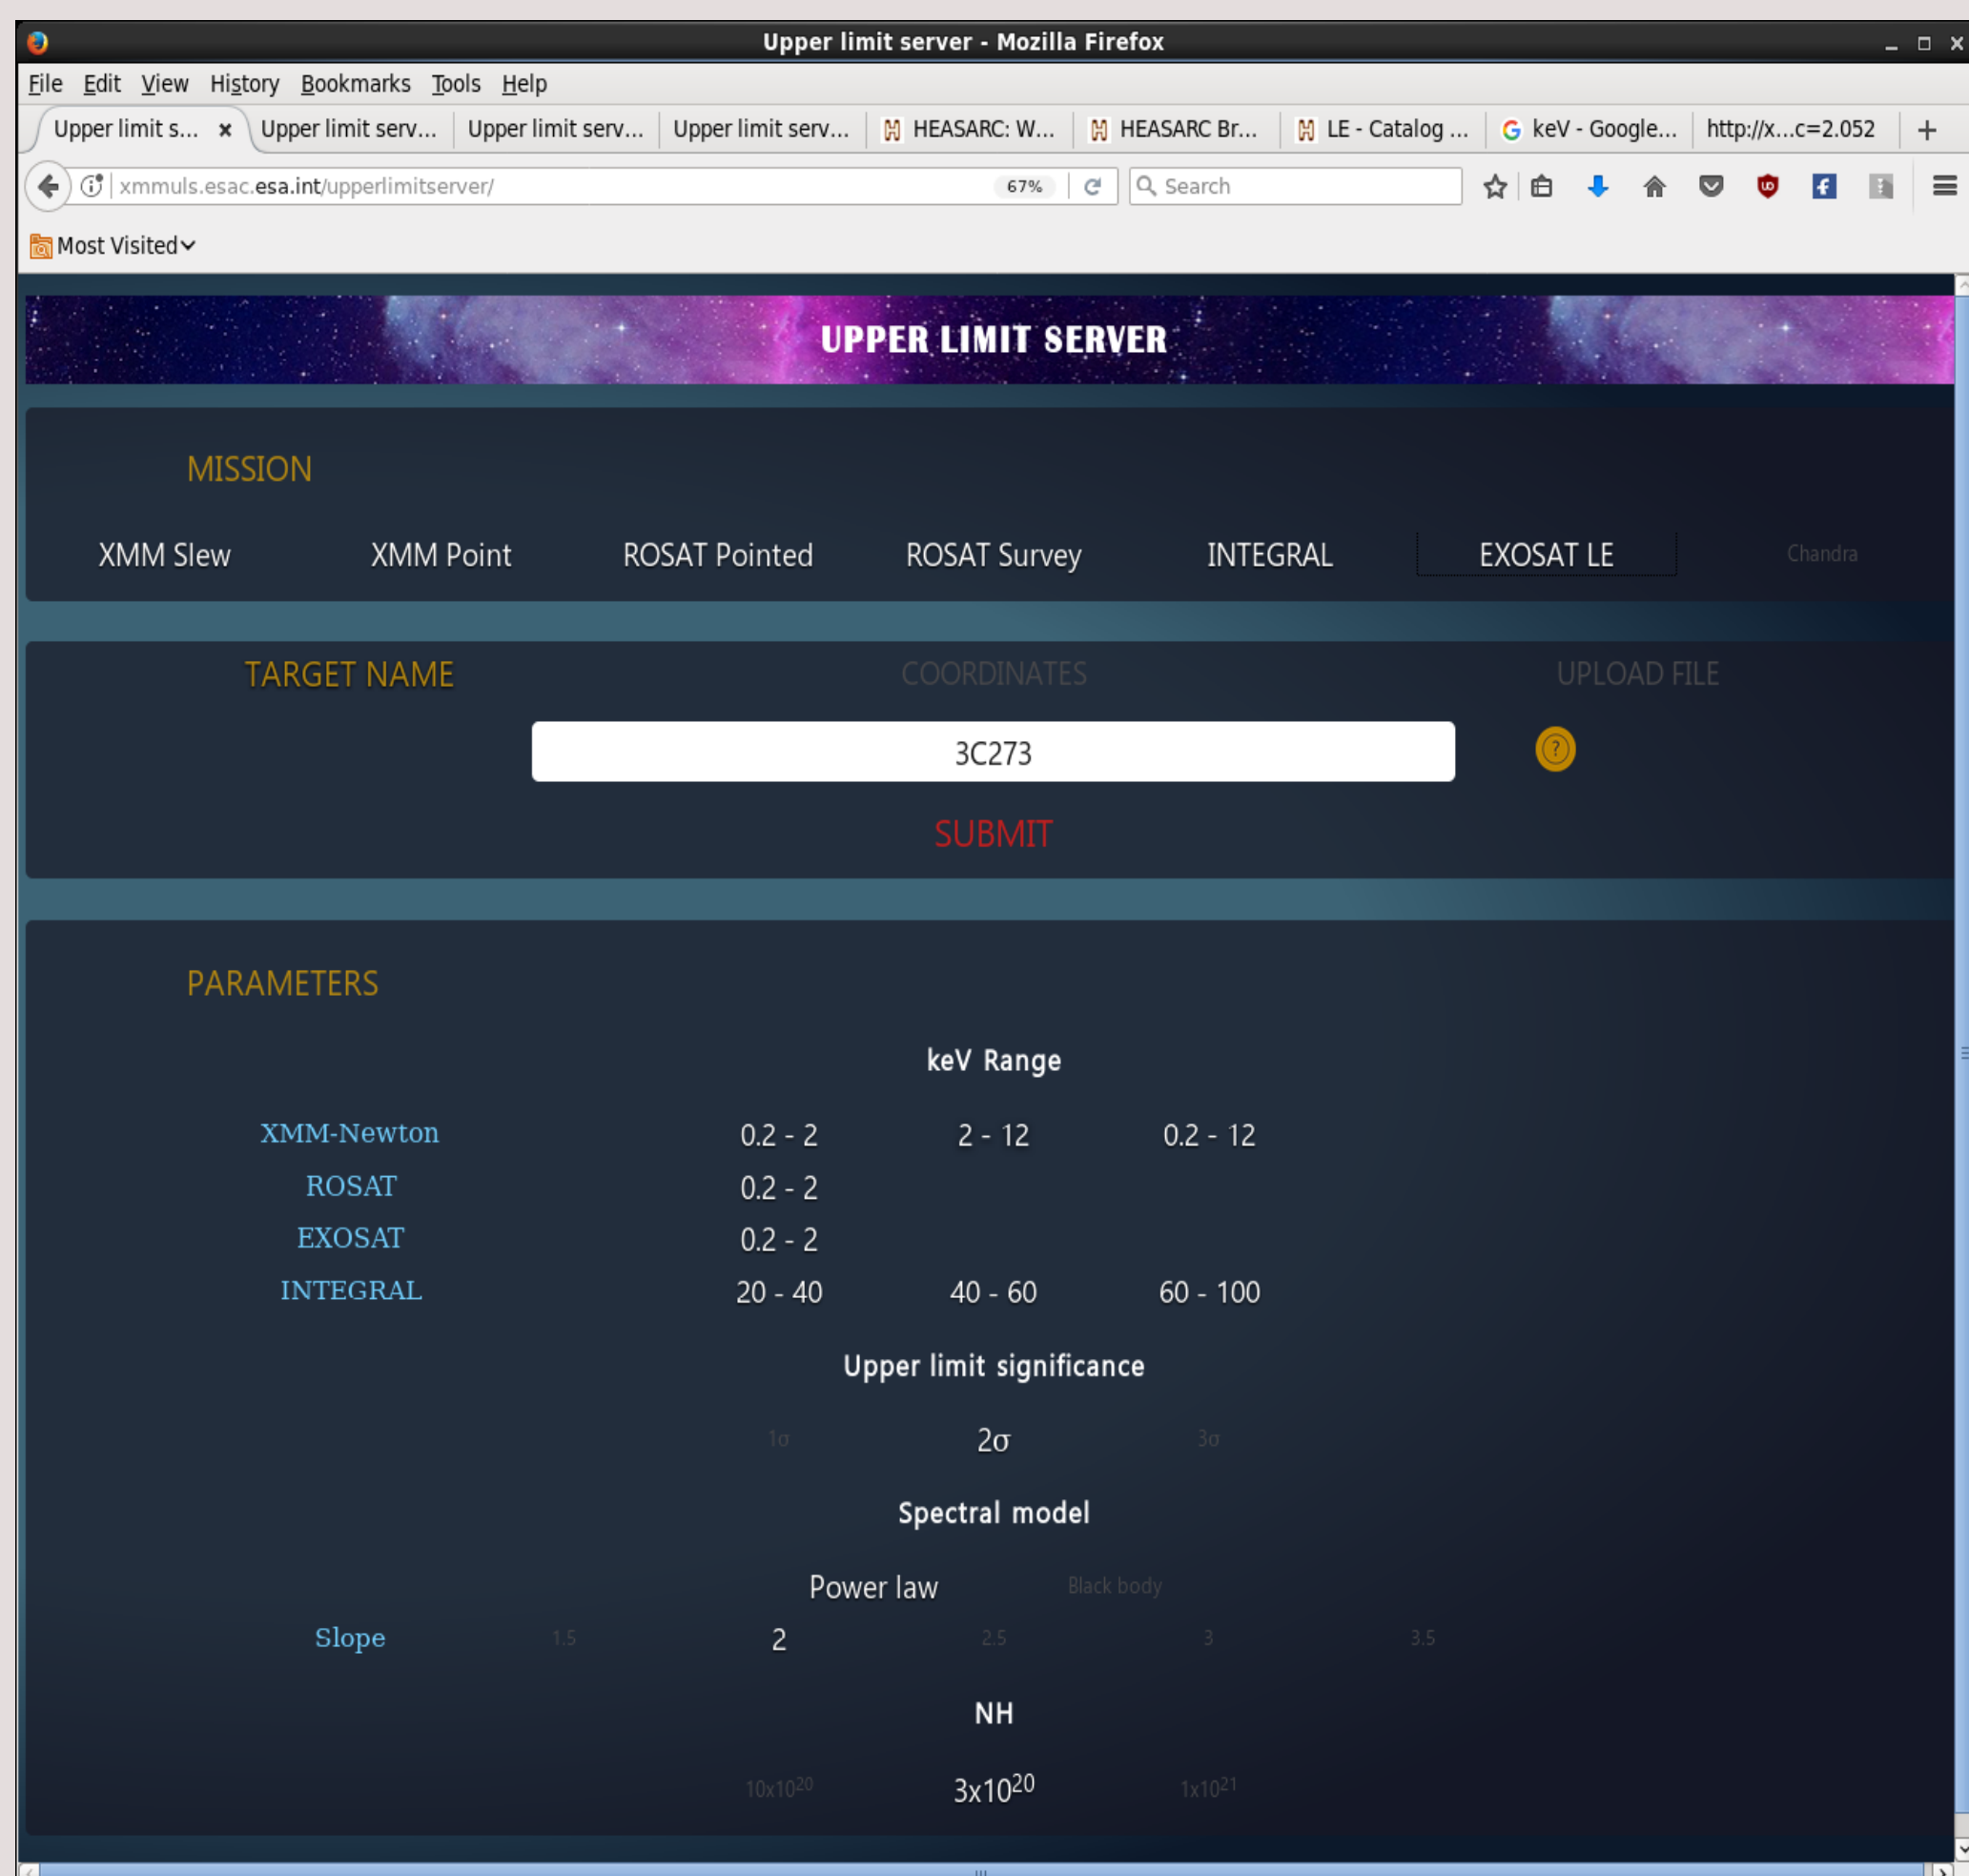 Upper limit server - Mozilla Firefox
File Edit View History Bookmarks Tools Help
Upper limit s... Upper limit serv... Upper limit serv... Upper limit serv... HEASARC: W... HEASARC Br... LE - Catalog ... keV - Google... http://x...c=2.052
xmmuls.esac.esa.int/upperlimitserver/ 67% Search
Most Visited
UPPER LIMIT SERVER
MISSION
XMM Slew XMM Point ROSAT Pointed ROSAT Survey INTEGRAL EXOSAT LE Chandra
TARGET NAME COORDINATES UPLOAD FILE
3C273 ?
SUBMIT
PARAMETERS
keV Range
XMM-Newton 0.2 - 2 2 - 12 0.2 - 12
ROSAT 0.2 - 2
EXOSAT 0.2 - 2
INTEGRAL 20 - 40 40 - 60 60 - 100
Upper limit significance
1σ 2σ 3σ
Spectral model
Power law Black body
Slope 1.5 2 2.5 3 3.5
NH
10x10²⁰ 3x10²⁰ 1x10²¹